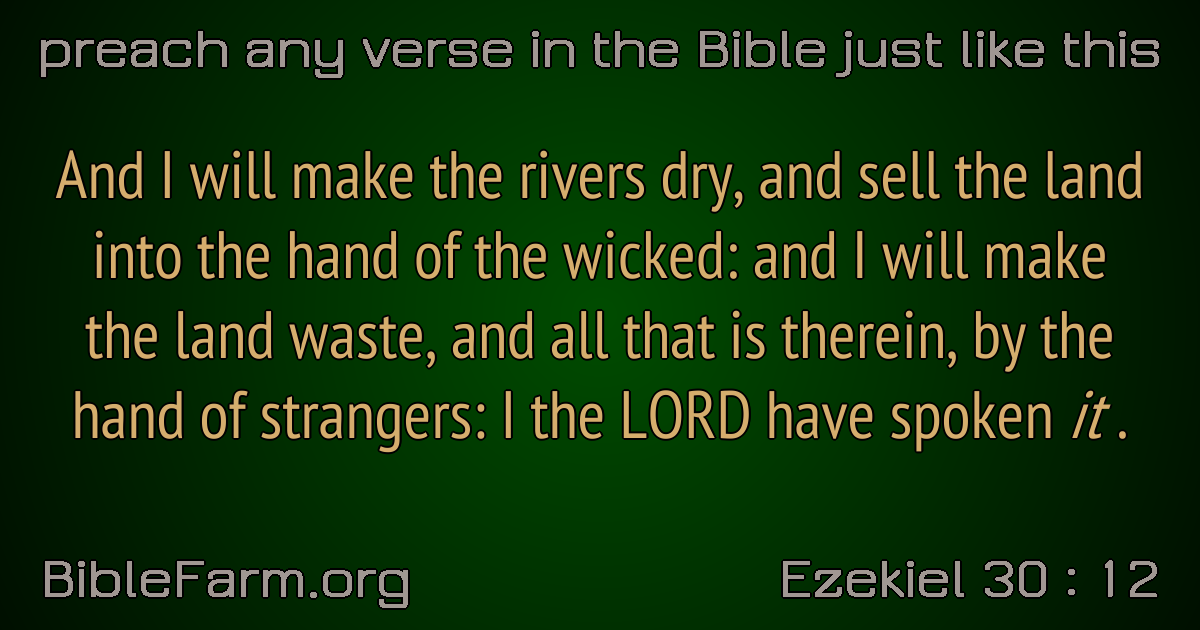 preach any verse in the Bible just like this
And I will make the rivers dry, and sell the land
into the hand of the wicked: and I will make
the land waste, and all that is therein, by the
hand of strangers: I the LORD have spoken it .
BibleFarm.org
Ezekiel 30 : 12